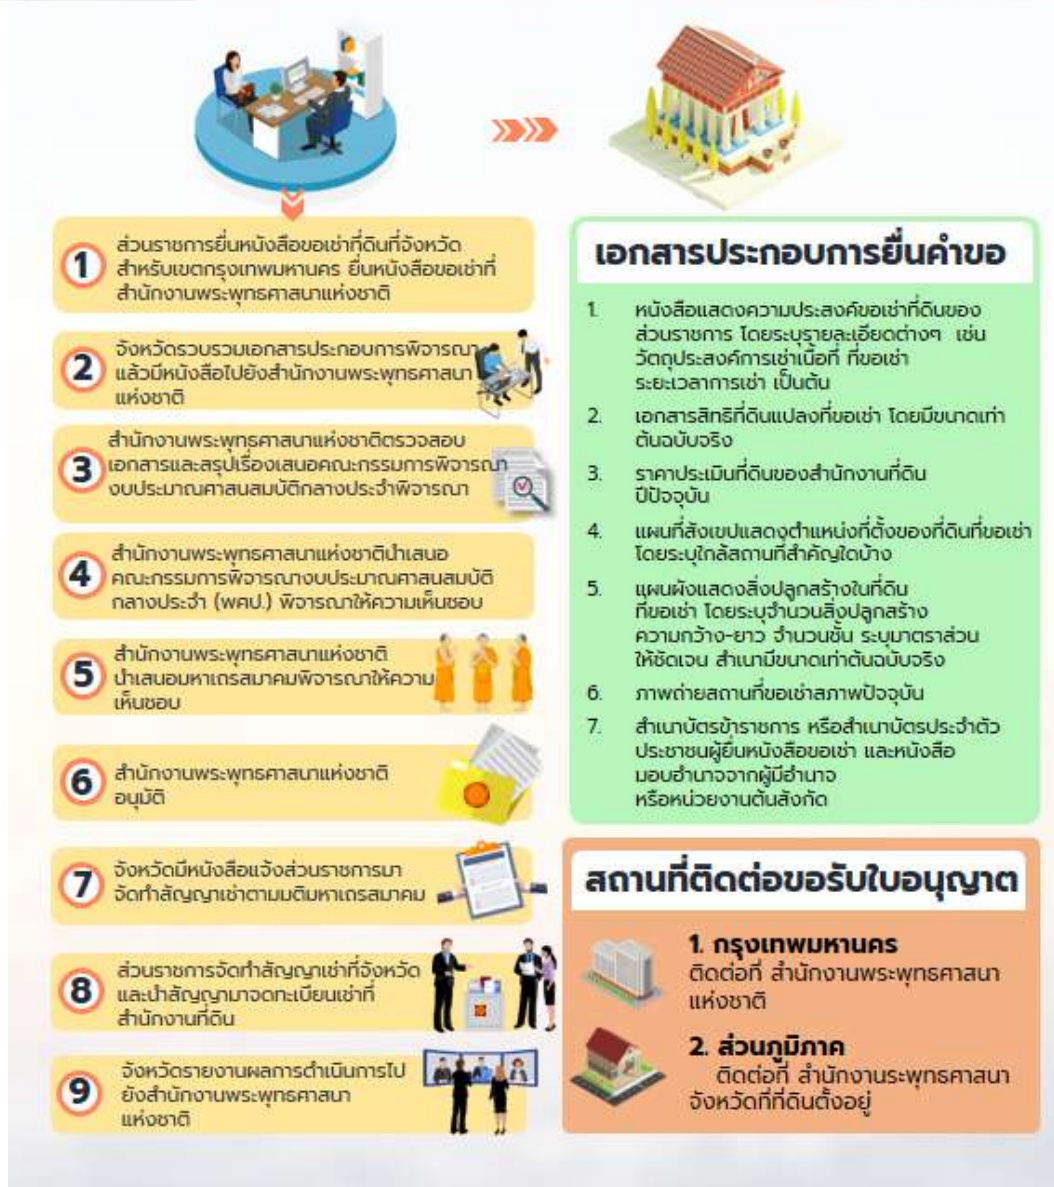 1
ส่วนราชการยื่นหนังสือขอเช่าที่ดินที่จังหวัด
สำหรับเขตกรุงเทพมหานคร ยื่นหนังสือขอเช่าที่
สำนักงานพระพุทธศาสนาแห่งชาติ
2
จังหวัดรวบรวมเอกสารประกอบการพิจารณา
แล้วมีหนังสือไปยังสำนักงานพระพุทธศาสนา
แห่งชาติ
3
สำนักงานพระพุทธศาสนาแห่งชาติตรวจสอบ
เอกสารและสรุปเรื่องเสนอคณะกรรมการพิจารณา
งบประมาณศาสนสมบัติกลางประจำพิจารณา
4
สำนักงานพระพุทธศาสนาแห่งชาตินำเสนอ
คณะกรรมการพิจารณางบประมาณศาสนสมบัติ
กลางประจำ (พศป.) พิจารณาให้ความเห็นชอบ
5
สำนักงานพระพุทธศาสนาแห่งชาติ
นำเสนอมหาเถรสมาคมพิจารณาให้ความ
เห็นชอบ
6
สำนักงานพระพุทธศาสนาแห่งชาติ
อนุมัติ
7
จังหวัดมีหนังสือแจ้งส่วนราชการมา
จัดทำสัญญาเช่าตามมติมหาเถรสมาคม
8
ส่วนราชการจัดทำสัญญาเช่าที่จังหวัด
และนำสัญญามาจดทะเบียนเช่าที่
สำนักงานที่ดิน
9
จังหวัดรายงานผลการดำเนินการไป
ยังสำนักงานพระพุทธศาสนา
แห่งชาติ
เอกสารประกอบการยื่นคำขอ
1. หนังสือแสดงความประสงค์ขอเช่าที่ดินของ
ส่วนราชการ โดยระบุรายละเอียดต่างๆ เช่น
วัตถุประสงค์การเช่าเนื้อที่ ที่ขอเช่า
ระยะเวลาการเช่า เป็นต้น
2. เอกสารสิทธิที่ดินแปลงที่ขอเช่า โดยมีขนาดเท่า
ต้นฉบับจริง
3. ราคาประเมินที่ดินของสำนักงานที่ดิน
ปีปัจจุบัน
4. แผนที่สังเขปแสดงตำแหน่งที่ตั้งของที่ดินที่ขอเช่า
โดยระบุใกล้สถานที่สำคัญใดบ้าง
5. แผนผังแสดงสิ่งปลูกสร้างในที่ดิน
ที่ขอเช่า โดยระบุจำนวนสิ่งปลูกสร้าง
ความกว้าง-ยาว จำนวนชั้น ระบุมาตราส่วน
ให้ชัดเจน สำเนามีขนาดเท่าต้นฉบับจริง
6. ภาพถ่ายสถานที่ขอเช่าสภาพปัจจุบัน
7. สำเนาบัตรข้าราชการ หรือสำเนาบัตรประจำตัว
ประชาชนผู้ยื่นหนังสือขอเช่า และหนังสือ
มอบอำนาจจากผู้มีอำนาจ
หรือหน่วยงานต้นสังกัด
สถานที่ติดต่อขอรับใบอนุญาต
1. กรุงเทพมหานคร
ติดต่อที่ สำนักงานพระพุทธศาสนา
แห่งชาติ
2. ส่วนภูมิภาค
ติดต่อที่ สำนักงานระพุทธศาสนา
จังหวัดที่ที่ดินตั้งอยู่